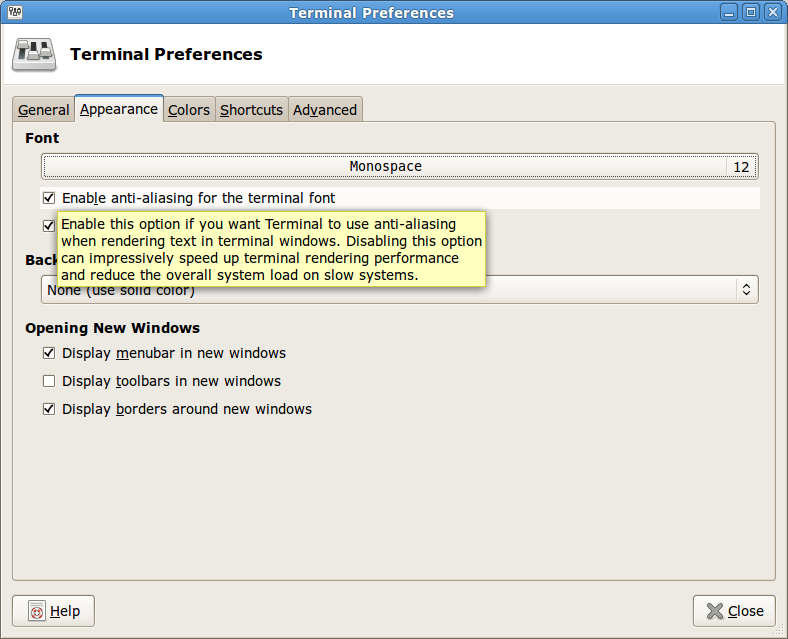 Terminal Preferences
Terminal Preferences
General Appearance Colors Shortcuts Advanced
Font
Monospace 12
Enable anti-aliasing for the terminal font
Enable this option if you want Terminal to use anti-aliasing
when rendering text in terminal windows. Disabling this option
can impressively speed up terminal rendering performance
and reduce the overall system load on slow systems.
None (use solid color)
Opening New Windows
Display menubar in new windows
Display toolbars in new windows
Display borders around new windows
Help Close